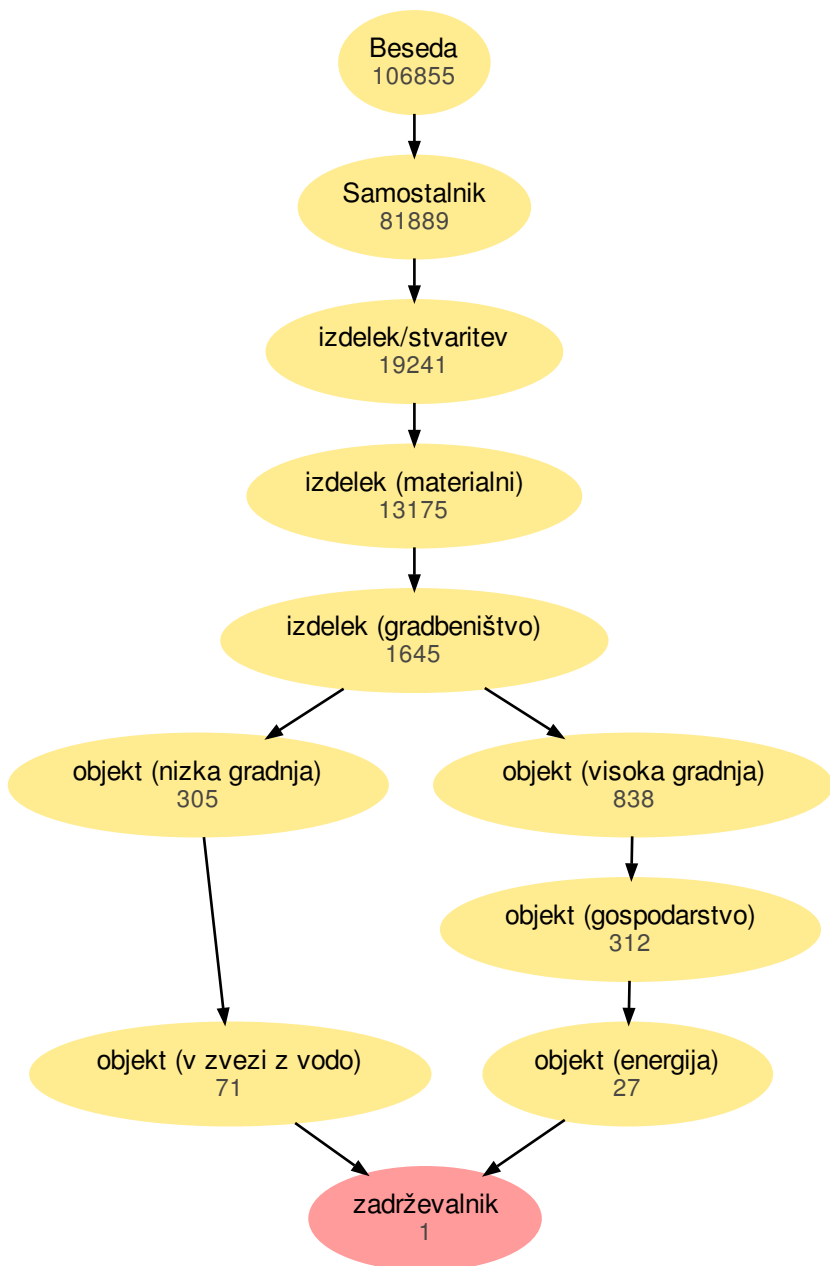 Beseda
106855
Samostalnik
81889
izdelek/stvaritev
19241
izdelek (materialni)
13175
izdelek (gradbeništvo)
1645
objekt (nizka gradnja)
305
objekt (visoka gradnja)
838
objekt (gospodarstvo)
312
objekt (v zvezi z vodo)
71
objekt (energija)
27
zadrževalnik
1